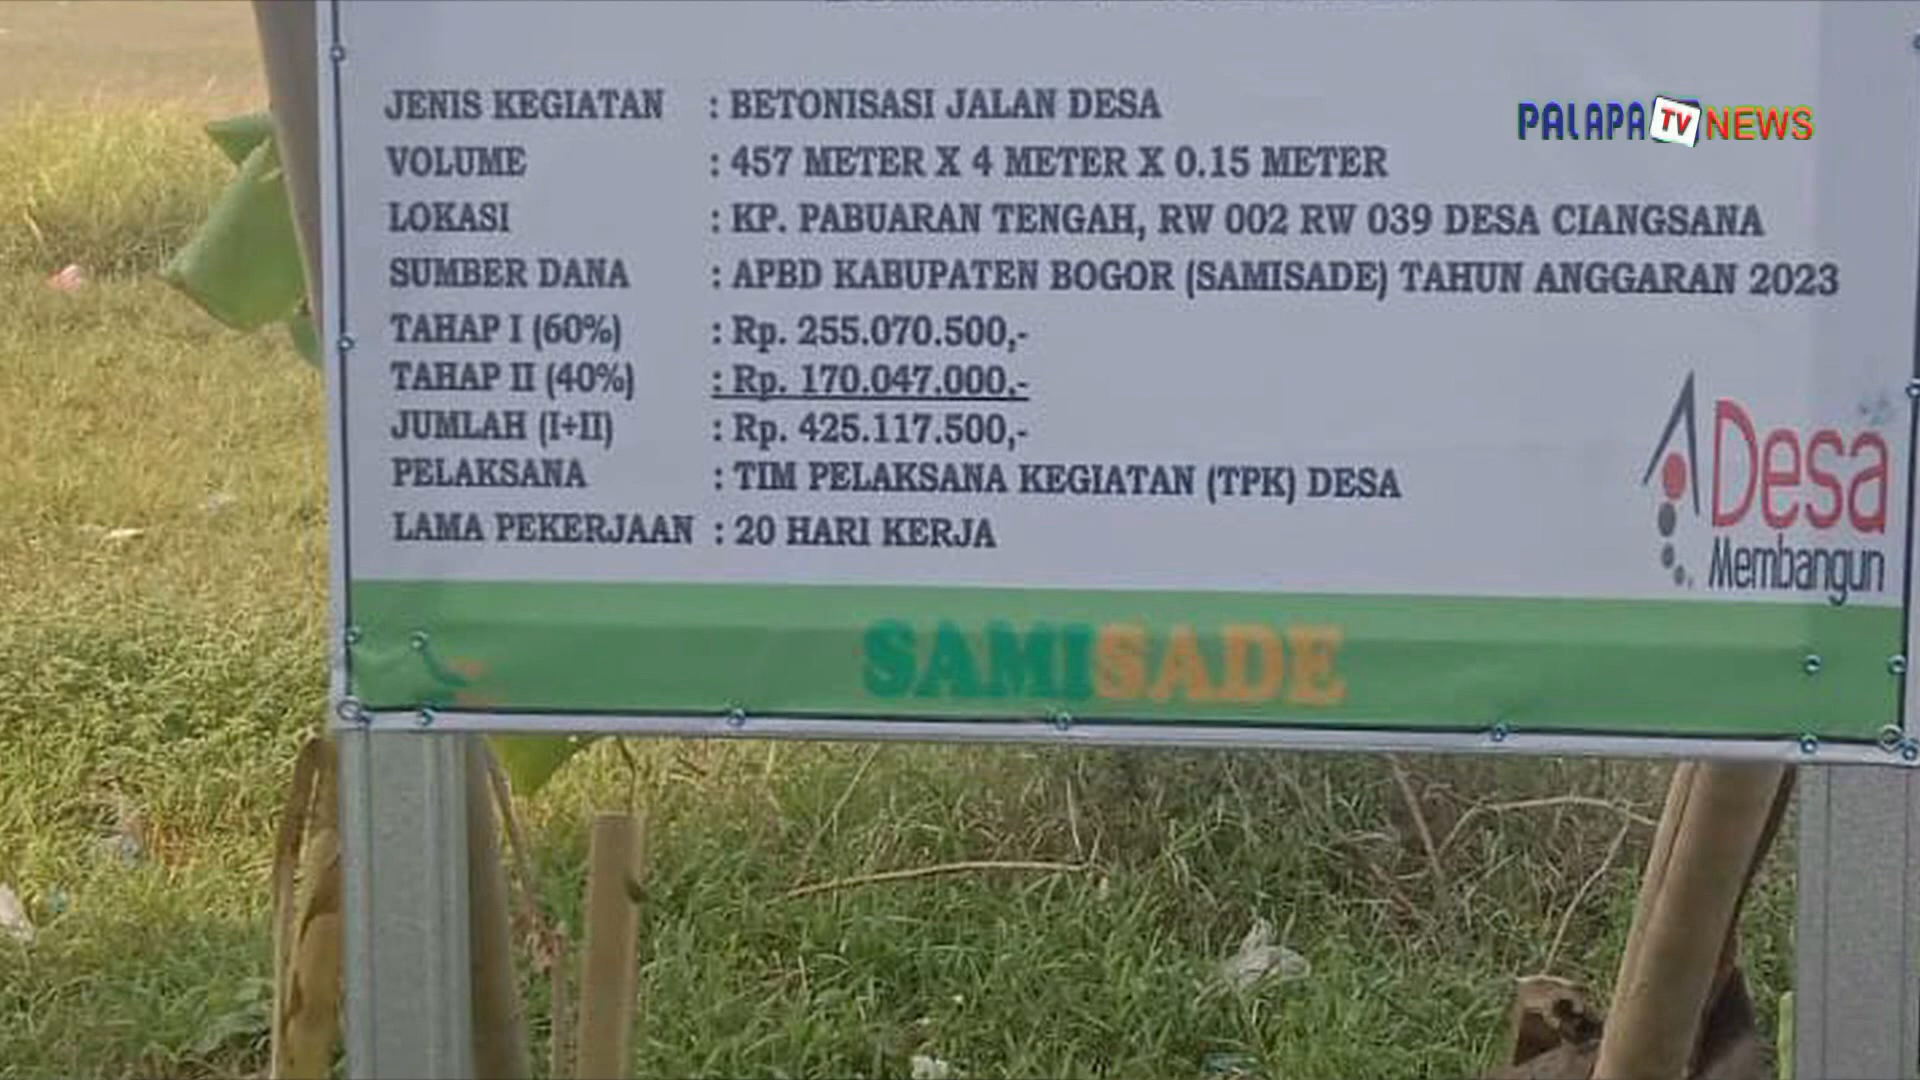 JENIS KEGIATAN : BETONISASI JALAN DESA
VOLUME : 457 METER X 4 METER X 0.15 METER
LOKASI : KP. PABUARAN TENGAH, RW 002 RW 039 DESA CIANGSANA
SUMBER DANA : APBD KABUPATEN BOGOR (SAMISADE) TAHUN ANGGARAN 2023
TAHAP I (60%) : Rp. 255.070.500,-
TAHAP II (40%) : Rp. 170.047.000.-
JUMLAH (I+II) : Rp. 425.117.500,-
PELAKSANA : TIM PELAKSANA KEGIATAN (TPK) DESA
LAMA PEKERJAAN : 20 HARI KERJA
Desa
Membangun
SAMISADE
PALAPA TV NEWS